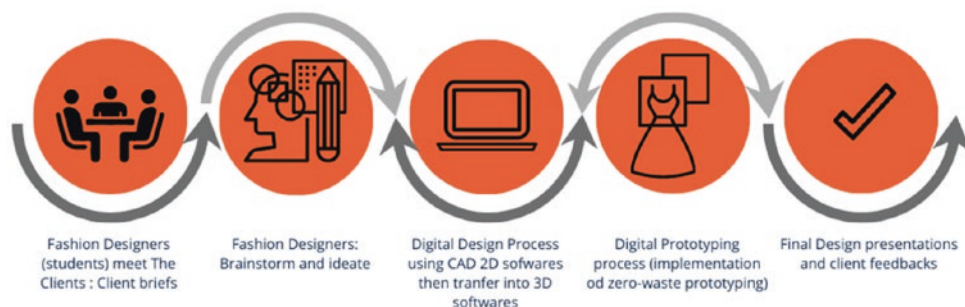 Fashion Designers
(students) meet The
Clients : Client briefs
Fashion Designers:
Brainstorm and ideate
Digital Design Process
using CAD 2D sofwares
then tranfer into 3D
softwares
Digital Prototyping
process (implementation
od zero-waste prototyping)
Final Design presentations
and client feedbacks